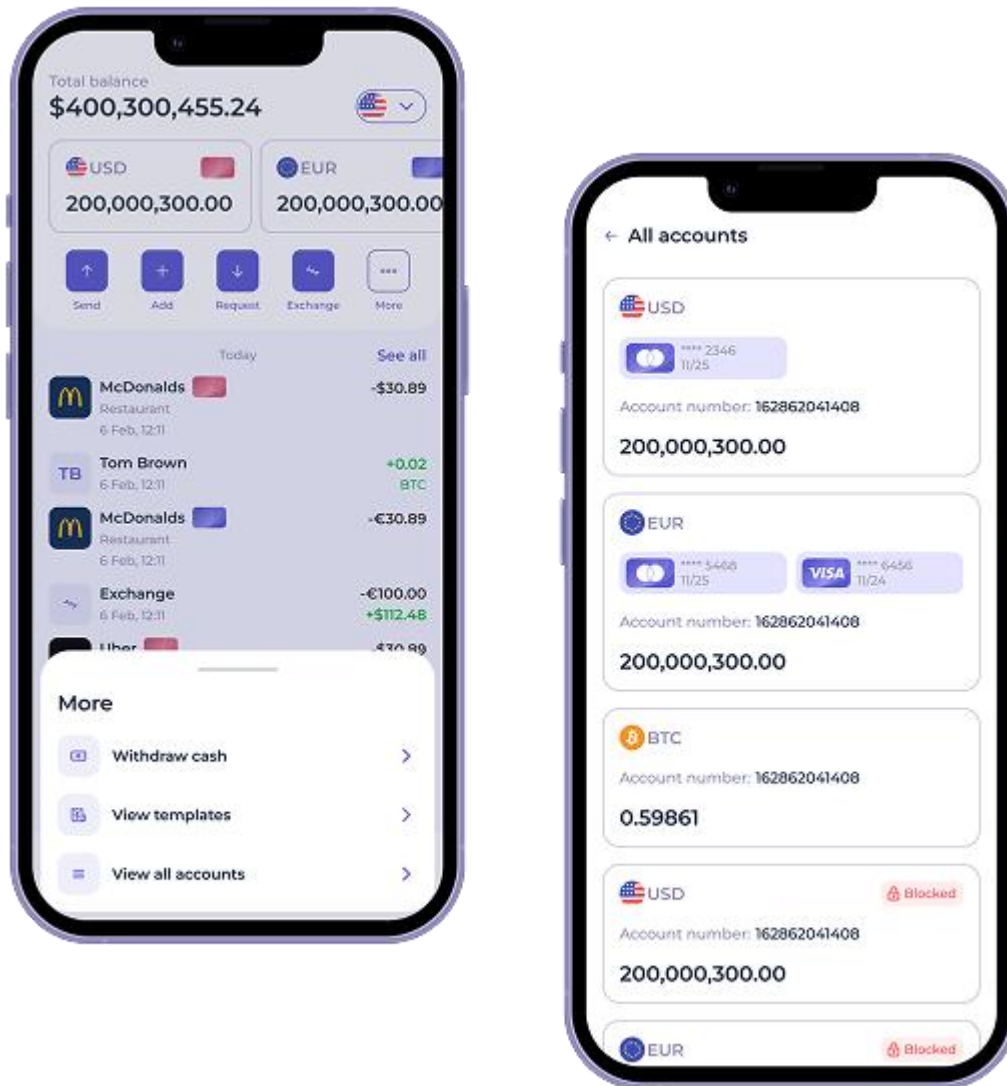 Total balance
$400,300,455.24
USD
200,000,300.00
EUR
200,000,300.00
Send
Add
Request
Exchange
More
Today
See all
McDonalds
-$30.89
Restaurant
6 Feb, 12:11
TB
Tom Brown
+0.02
6 Feb, 12:11
BTC
McDonalds
-€30.89
Restaurant
6 Feb, 12:11
Exchange
-€100.00
6 Feb, 12:11
+$112.48
Uber
-$30.89
More
Withdraw cash
View templates
View all accounts
All accounts
USD
**** 2346
11/25
Account number: 162862041408
200,000,300.00
EUR
**** 5468
11/25
VISA
**** 6456
11/24
Account number: 162862041408
200,000,300.00
BTC
Account number: 162862041408
0.59861
USD
Blocked
Account number: 162862041408
200,000,300.00
EUR
Blocked